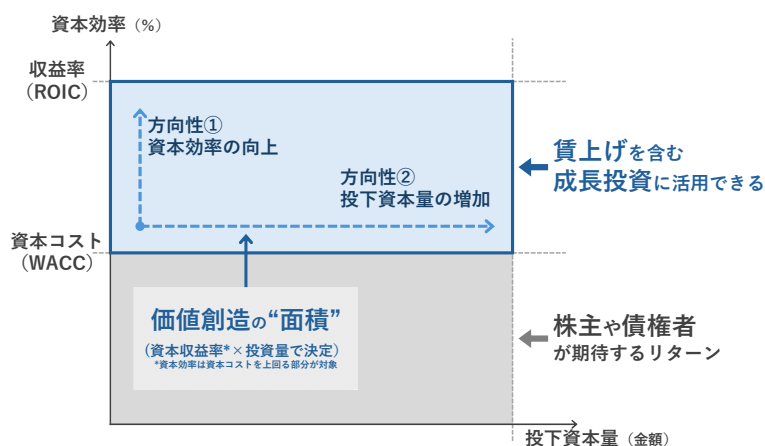 資本効率（%）
収益率
（ROIC）
方向性①
資本効率の向上
方向性②
投下資本量の増加
賃上げを含む
成長投資に活用できる
資本コスト
（WACC）
価値創造の“面積”
（資本収益率*×投資量で決定）
*資本効率は資本コストを上回る部分が対象
株主や債権者
が期待するリターン
投下資本量（金額）